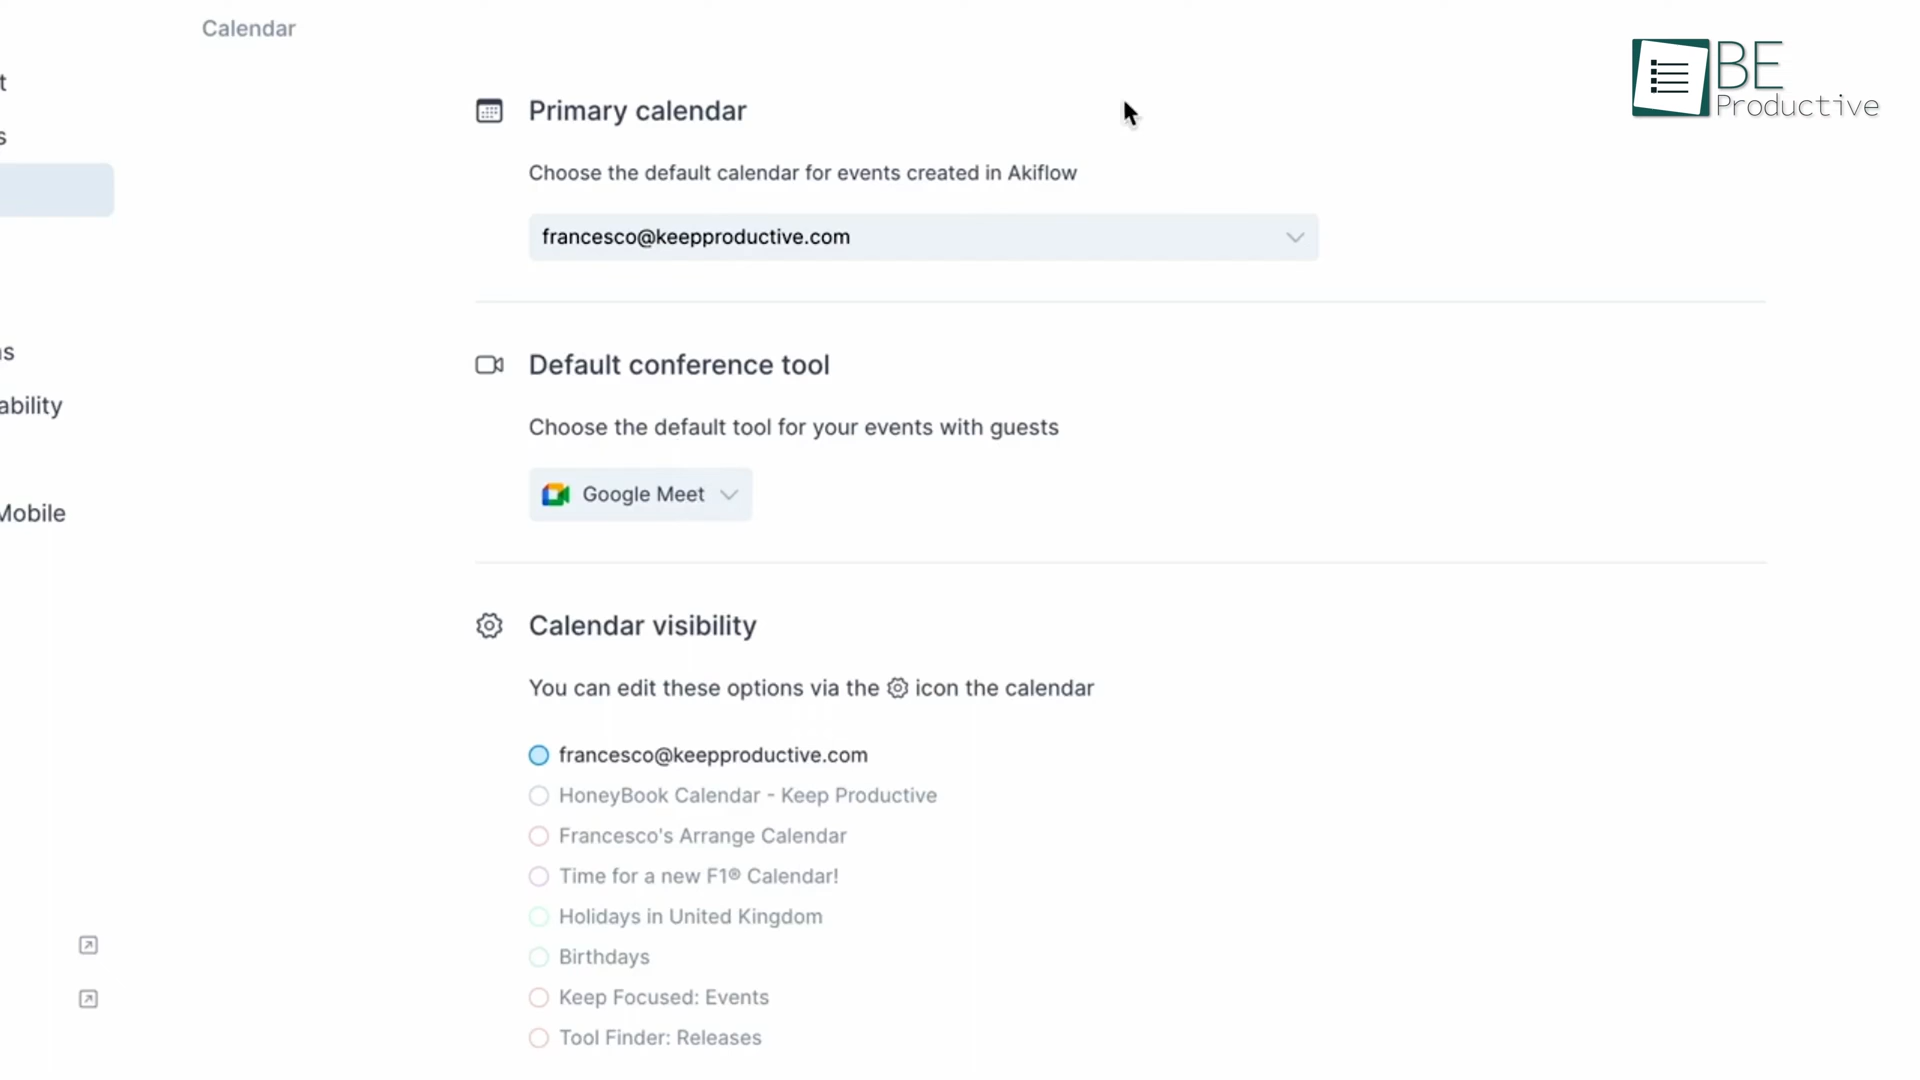 Calendar
BE
Productive
t
Primary calendar
s
Choose the default calendar for events created in Akiflow
francesco@keepproductive.com
s
Default conference tool
ability
Choose the default tool for your events with guests
Google Meet
Mobile
Calendar visibility
You can edit these options via the icon the calendar
francesco@keepproductive.com
HoneyBook Calendar - Keep Productive
Francesco's Arrange Calendar
Time for a new F1® Calendar!
Holidays in United Kingdom
Birthdays
Keep Focused: Events
Tool Finder: Releases